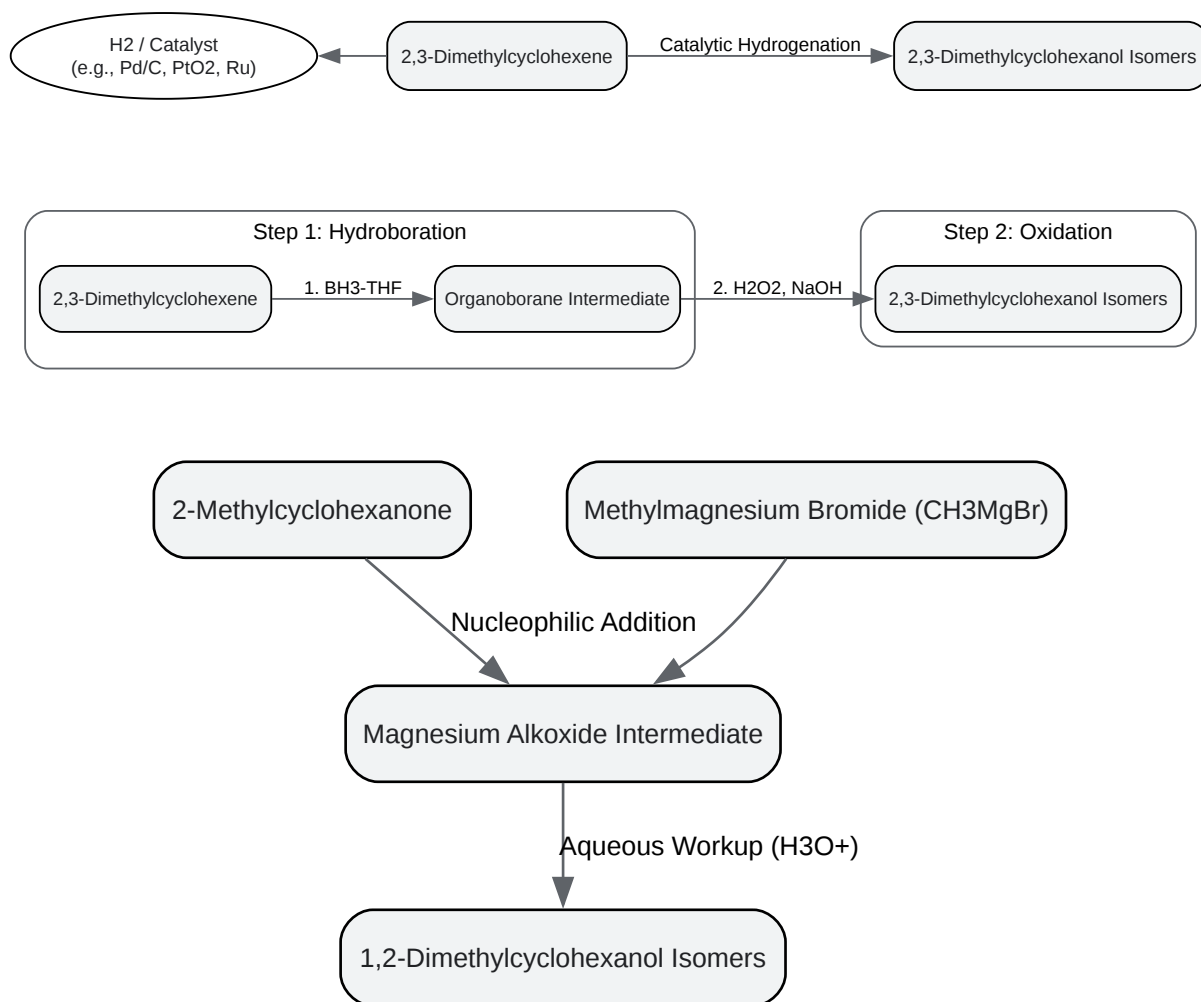 H2 / Catalyst
(e.g., Pd/C, PtO2, Ru)
2,3-Dimethylcyclohexene
Catalytic Hydrogenation
2,3-Dimethylcyclohexanol Isomers
Step 1: Hydroboration
Step 2: Oxidation
2,3-Dimethylcyclohexene
1. BH3-THF
Organoborane Intermediate
2. H2O2, NaOH
2,3-Dimethylcyclohexanol Isomers
2-Methylcyclohexanone
Methylmagnesium Bromide (CH3MgBr)
Nucleophilic Addition
Magnesium Alkoxide Intermediate
Aqueous Workup (H3O+)
1,2-Dimethylcyclohexanol Isomers